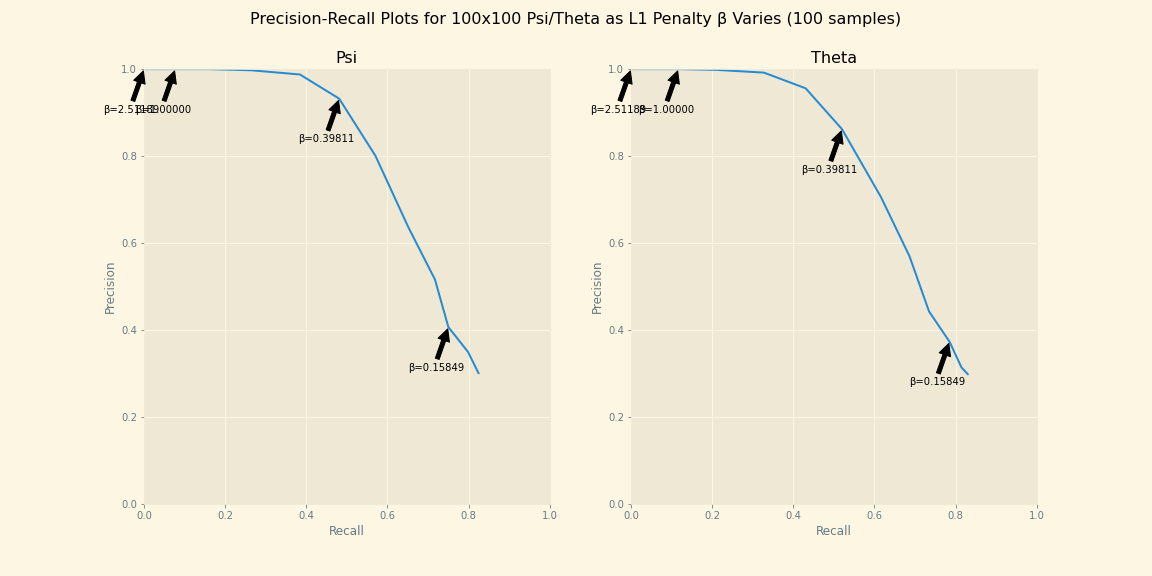 Precision-Recall Plots for 100x100 Psi/Theta as L1 Penalty β Varies (100 samples)
Psi
1.0
0.8
0.6
0.4
0.2
0.0
Precision
β=0.39811
β=0.15849
0.0 0.2 0.4 0.6 0.8 1.0
Recall
Theta
1.0
0.8
0.6
0.4
0.2
0.0
Precision
β=1.00000
β=0.39811
β=0.15849
0.0 0.2 0.4 0.6 0.8 1.0
Recall